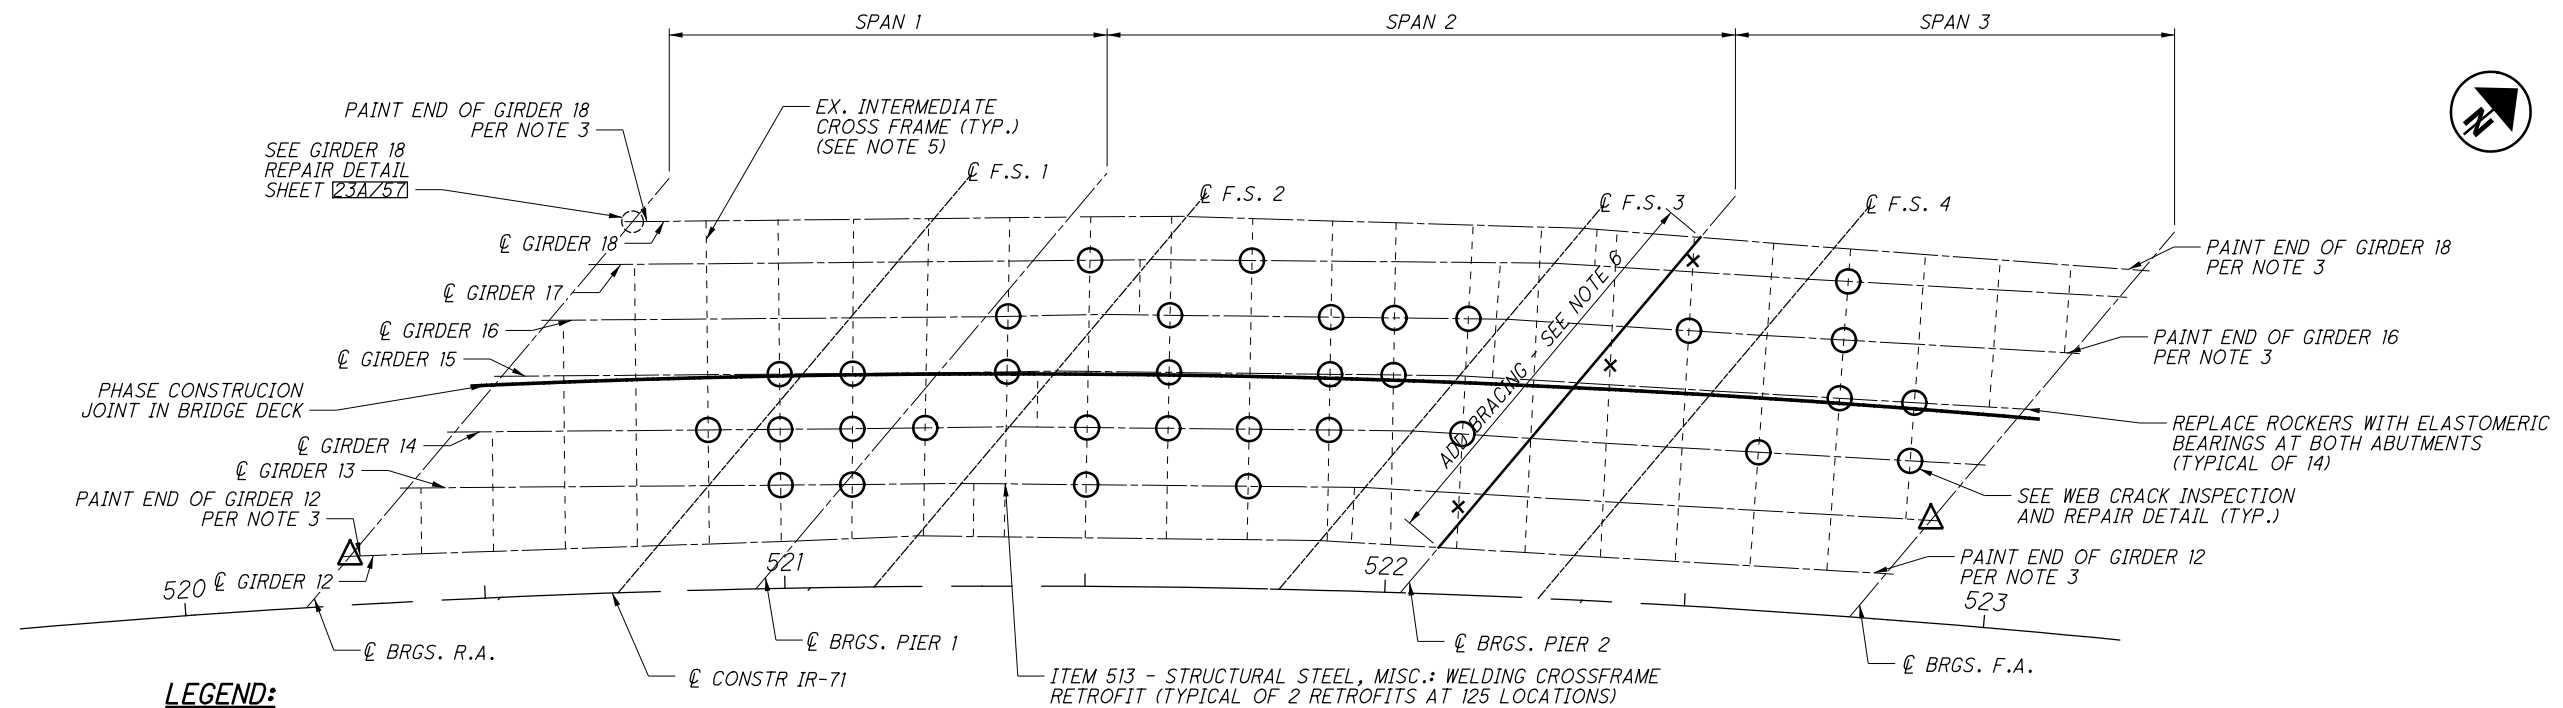 SPAN 1
SPAN 2
SPAN 3
PAINT END OF GIRDER 18
PER NOTE 3
EX. INTERMEDIATE
CROSS FRAME (TYP.)
(SEE NOTE 5)
SEE GIRDER 18
REPAIR DETAIL
SHEET 23A/57
℄ F.S. 1
℄ F.S. 2
℄ F.S. 3
℄ F.S. 4
N
℄ GIRDER 18
℄ GIRDER 17
℄ GIRDER 16
℄ GIRDER 15
PHASE CONSTRUCION
JOINT IN BRIDGE DECK
℄ GIRDER 14
℄ GIRDER 13
PAINT END OF GIRDER 12
PER NOTE 3
℄ GIRDER 12
ADD BRACING - SEE NOTE 6
PAINT END OF GIRDER 18
PER NOTE 3
PAINT END OF GIRDER 16
PER NOTE 3
REPLACE ROCKERS WITH ELASTOMERIC
BEARINGS AT BOTH ABUTMENTS
(TYPICAL OF 14)
SEE WEB CRACK INSPECTION
AND REPAIR DETAIL (TYP.)
PAINT END OF GIRDER 12
PER NOTE 3
520
521
522
523
℄ BRGS. R.A.
℄ CONSTR IR-71
℄ BRGS. PIER 1
ITEM 513 - STRUCTURAL STEEL, MISC.: WELDING CROSSFRAME
RETROFIT (TYPICAL OF 2 RETROFITS AT 125 LOCATIONS)
℄ BRGS. PIER 2
℄ BRGS. F.A.
LEGEND: